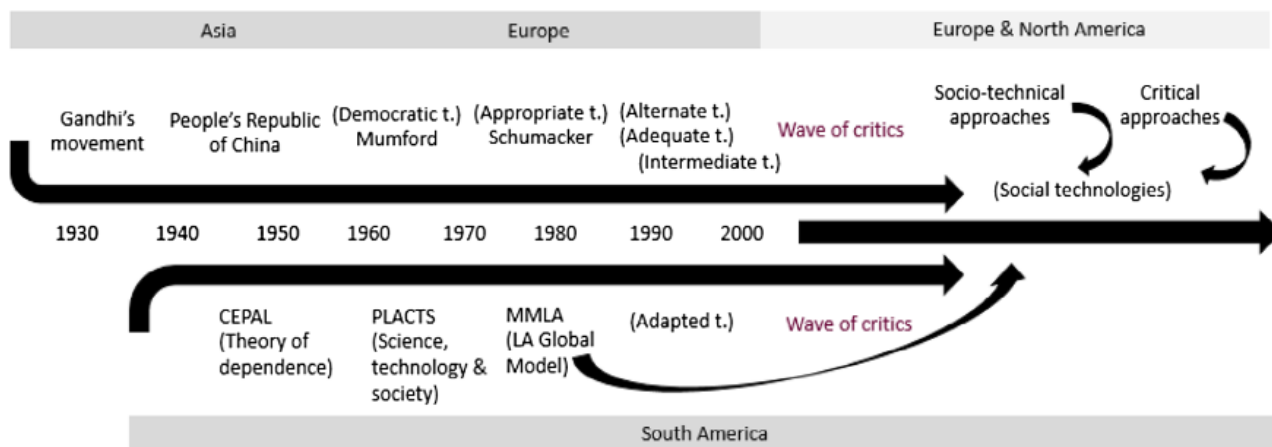 Asia
Europe
Europe & North America
Gandhi's
movement
People's Republic
of China
(Democratic t.)
Mumford
(Appropriate t.)
Schumacker
(Alternate t.)
(Adequate t.)
(Intermediate t.)
Wave of critics
Socio-technical
approaches
Critical
approaches
(Social technologies)
1930
1940
1950
1960
1970
1980
1990
2000
CEPAL
(Theory of
dependence)
PLACTS
(Science,
technology &
society)
MMLA
(LA Global
Model)
(Adapted t.)
Wave of critics
South America